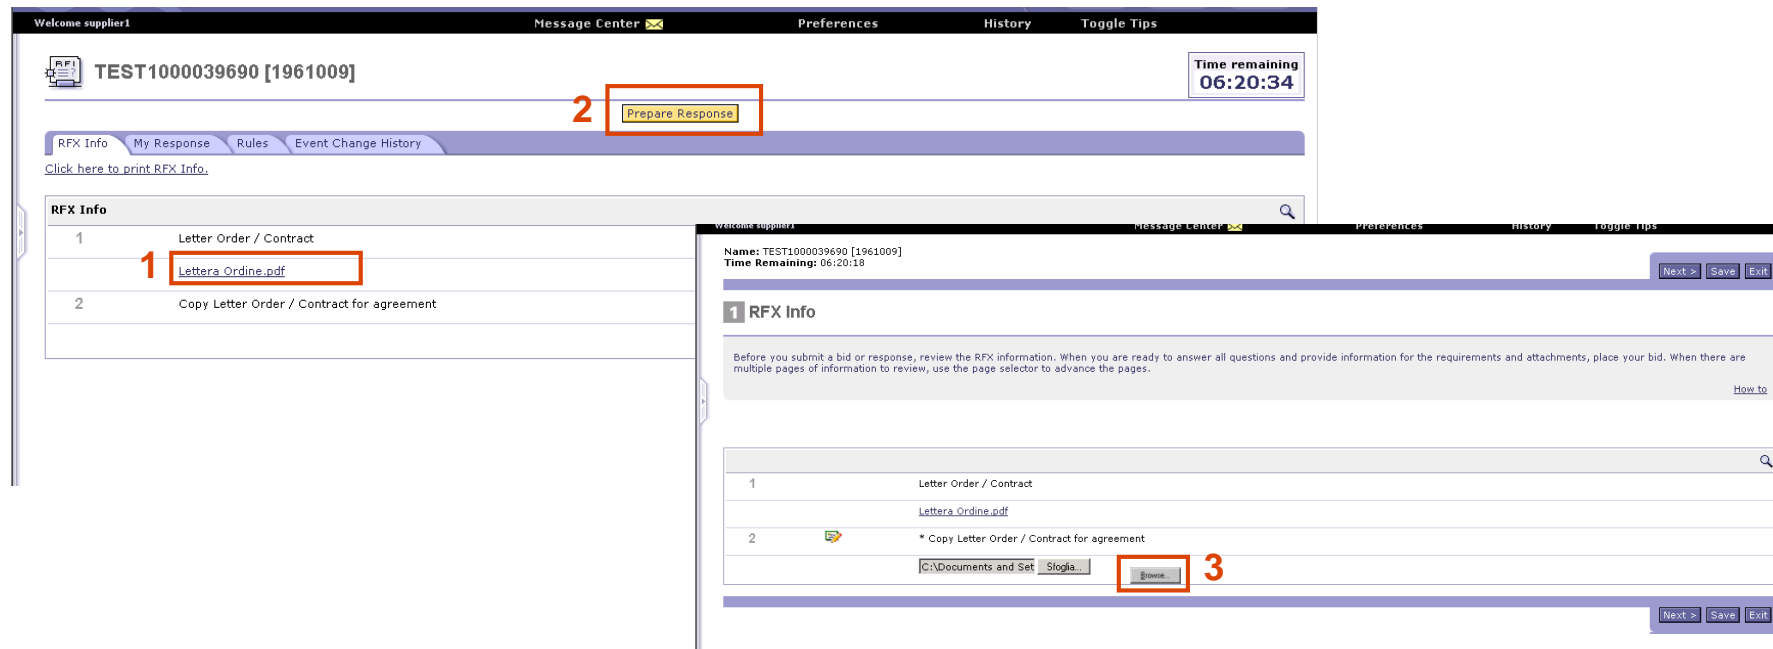 Welcome supplier1 Message Center Preferences History Toggle Tips
RFI
TEST1000039690 [1961009]
Time remaining
06:20:34
2
Prepare Response
RFX Info My Response Rules Event Change History
Click here to print RFX Info.
RFX Info
1 Letter Order / Contract
1
Lettera Ordine.pdf
2 Copy Letter Order / Contract for agreement
Welcome supplier1 Message Center Preferences History Toggle Tips
Name: TEST1000039690 [1961009]
Time Remaining: 06:20:18
Next > Save Exit
1 RFX Info
Before you submit a bid or response, review the RFX information. When you are ready to answer all questions and provide information for the requirements and attachments, place your bid. When there are
multiple pages of information to review, use the page selector to advance the pages.
How to
1 Letter Order / Contract
Lettera Ordine.pdf
2 * Copy Letter Order / Contract for agreement
C:\Documents and Set Sfoglia... Browse... 3
Next > Save Exit